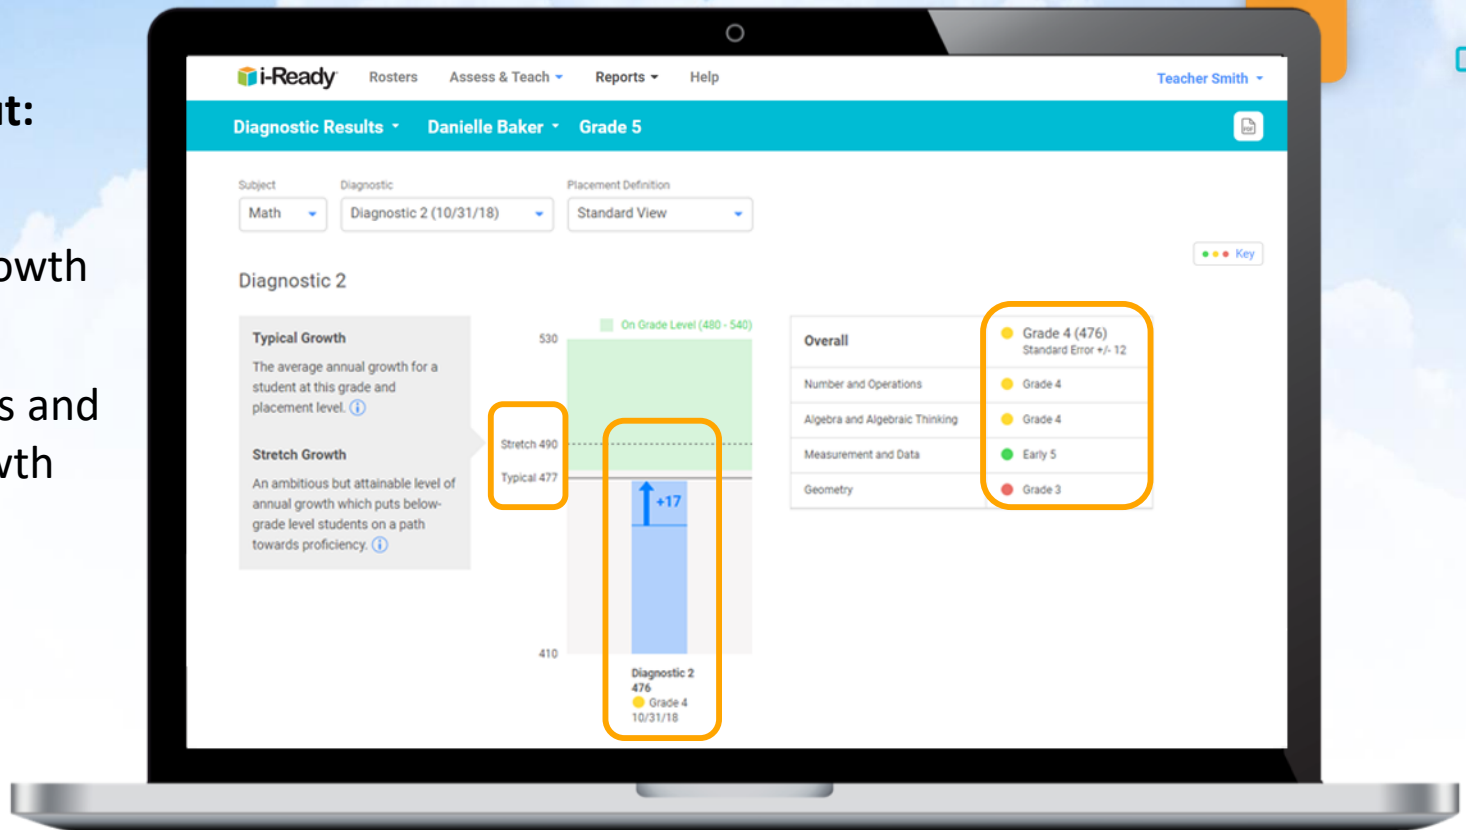 ut:
owth
s and
wth
i-Ready Rosters Assess & Teach Reports Help Teacher Smith
Diagnostic Results Danielle Baker Grade 5
PDF
Subject Diagnostic Placement Definition
Math Diagnostic 2 (10/31/18) Standard View
Key
Diagnostic 2
Typical Growth
The average annual growth for a
student at this grade and
placement level.
Stretch Growth
An ambitious but attainable level of
annual growth which puts below-
grade level students on a path
towards proficiency.
On Grade Level (480 - 540)
530
Stretch 490
Typical 477
+17
410
Diagnostic 2
476
Grade 4
10/31/18
Overall Grade 4 (476)
Standard Error +/- 12
Number and Operations Grade 4
Algebra and Algebraic Thinking Grade 4
Measurement and Data Early 5
Geometry Grade 3